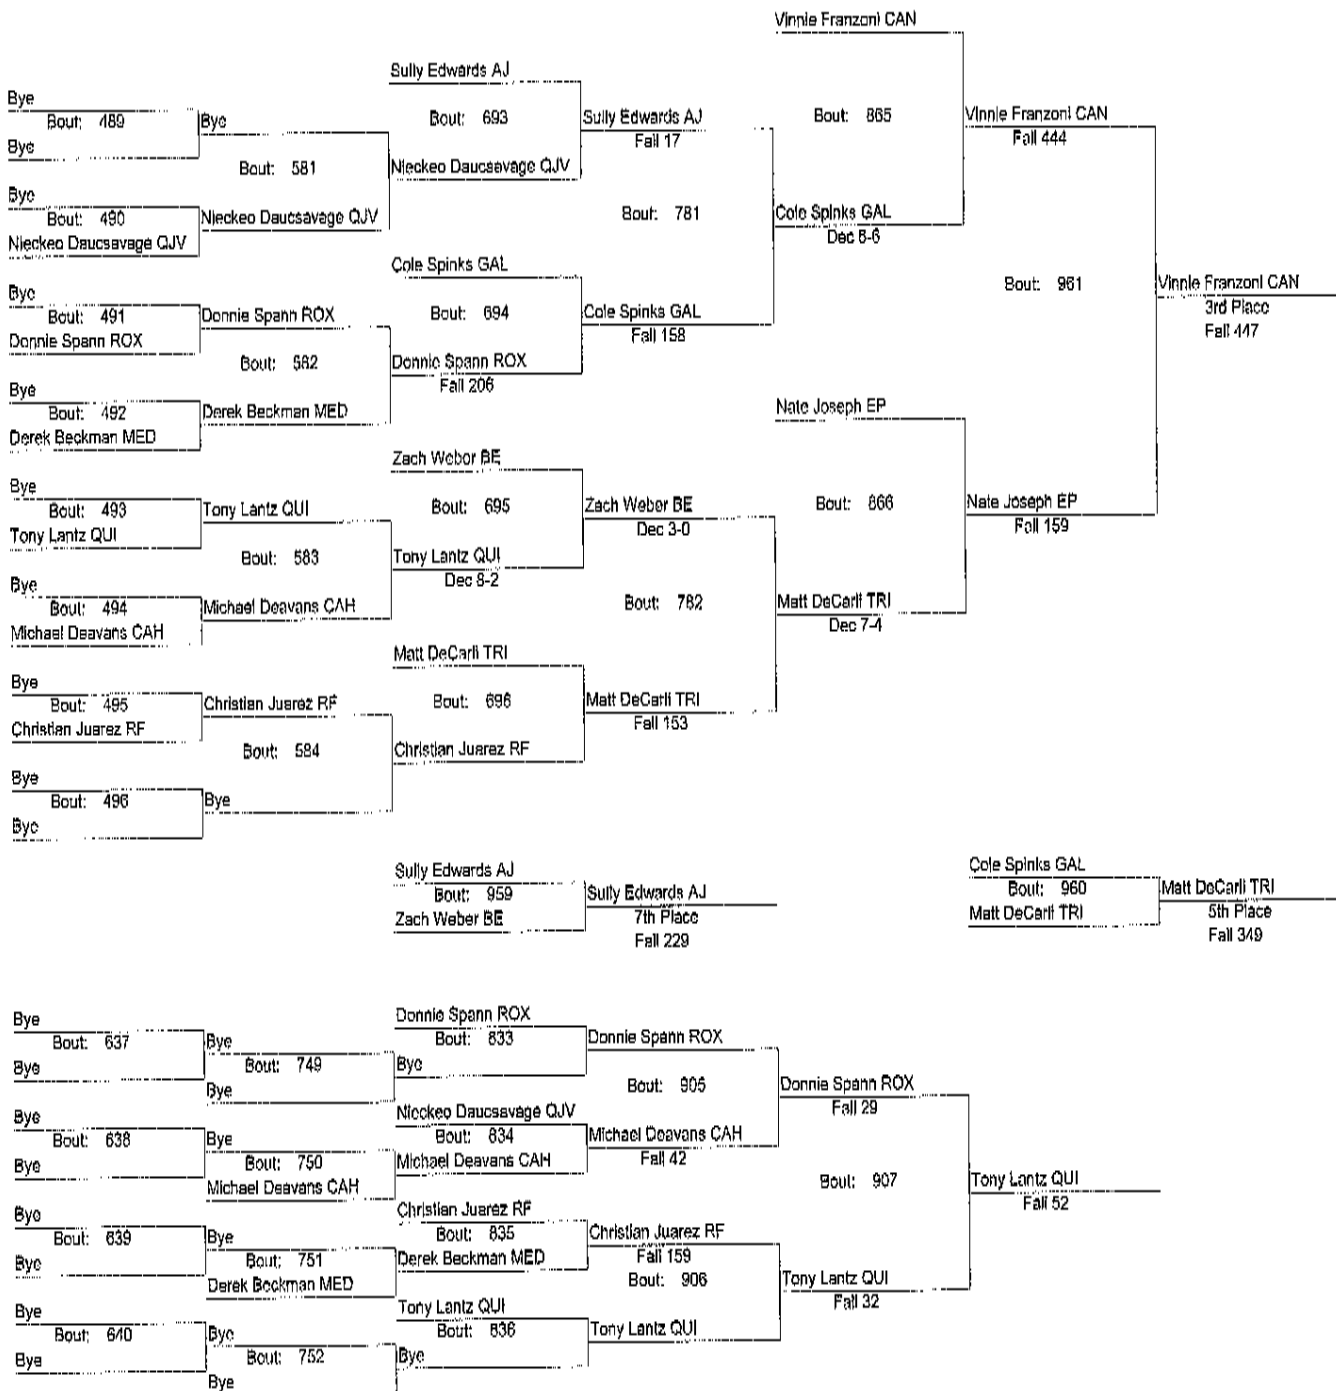 Vinnie Franzoni CAN
Sully Edwards AJ
Bye
Bout: 489
Bye
Bout: 693
Sully Edwards AJ
Fall 17
Bout: 865
Vinnie Franzoni CAN
Fall 444
Bye
Bout: 581
Nieckeo Daucsavage QJV
Bye
Bout: 490
Nieckeo Daucsavage QJV
Bout: 781
Cole Spinks GAL
Dec 8-6
Nieckeo Daucsavage QJV
Cole Spinks GAL
Bye
Bout: 491
Donnie Spann ROX
Bout: 694
Cole Spinks GAL
Fall 158
Bout: 961
Vinnie Franzoni CAN
3rd Place
Fall 447
Donnie Spann ROX
Bout: 582
Donnie Spann ROX
Fall 206
Bye
Bout: 492
Derek Beckman MED
Nate Joseph EP
Derek Beckman MED
Zach Weber BE
Bye
Bout: 493
Tony Lantz QUI
Bout: 695
Zach Weber BE
Dec 3-0
Bout: 866
Nate Joseph EP
Fall 159
Tony Lantz QUI
Bout: 583
Tony Lantz QUI
Dec 8-2
Bye
Bout: 494
Michael Deavans CAH
Bout: 782
Matt DeCarli TRI
Dec 7-4
Michael Deavans CAH
Matt DeCarli TRI
Bye
Bout: 495
Christian Juarez RF
Bout: 696
Matt DeCarli TRI
Fall 153
Christian Juarez RF
Bout: 584
Christian Juarez RF
Bye
Bout: 496
Bye
Bye
Sully Edwards AJ
Bout: 959
Sully Edwards AJ
Zach Weber BE
7th Place
Fall 229
Cole Spinks GAL
Bout: 960
Matt DeCarli TRI
Matt DeCarli TRI
5th Place
Fall 349
Bye
Bout: 637
Bye
Donnie Spann ROX
Bout: 833
Donnie Spann ROX
Bye
Bout: 749
Bye
Bye
Bout: 905
Donnie Spann ROX
Fall 29
Bye
Bout: 638
Bye
Nieckeo Daucsavage QJV
Bout: 834
Michael Deavans CAH
Fall 42
Bye
Bout: 750
Michael Deavans CAH
Michael Deavans CAH
Bout: 907
Tony Lantz QUI
Fall 52
Bye
Bout: 639
Bye
Christian Juarez RF
Bout: 835
Christian Juarez RF
Fall 159
Bye
Bout: 751
Derek Beckman MED
Derek Beckman MED
Bout: 906
Tony Lantz QUI
Fall 32
Bye
Bout: 640
Bye
Tony Lantz QUI
Bout: 836
Tony Lantz QUI
Bye
Bout: 752
Bye
Bye